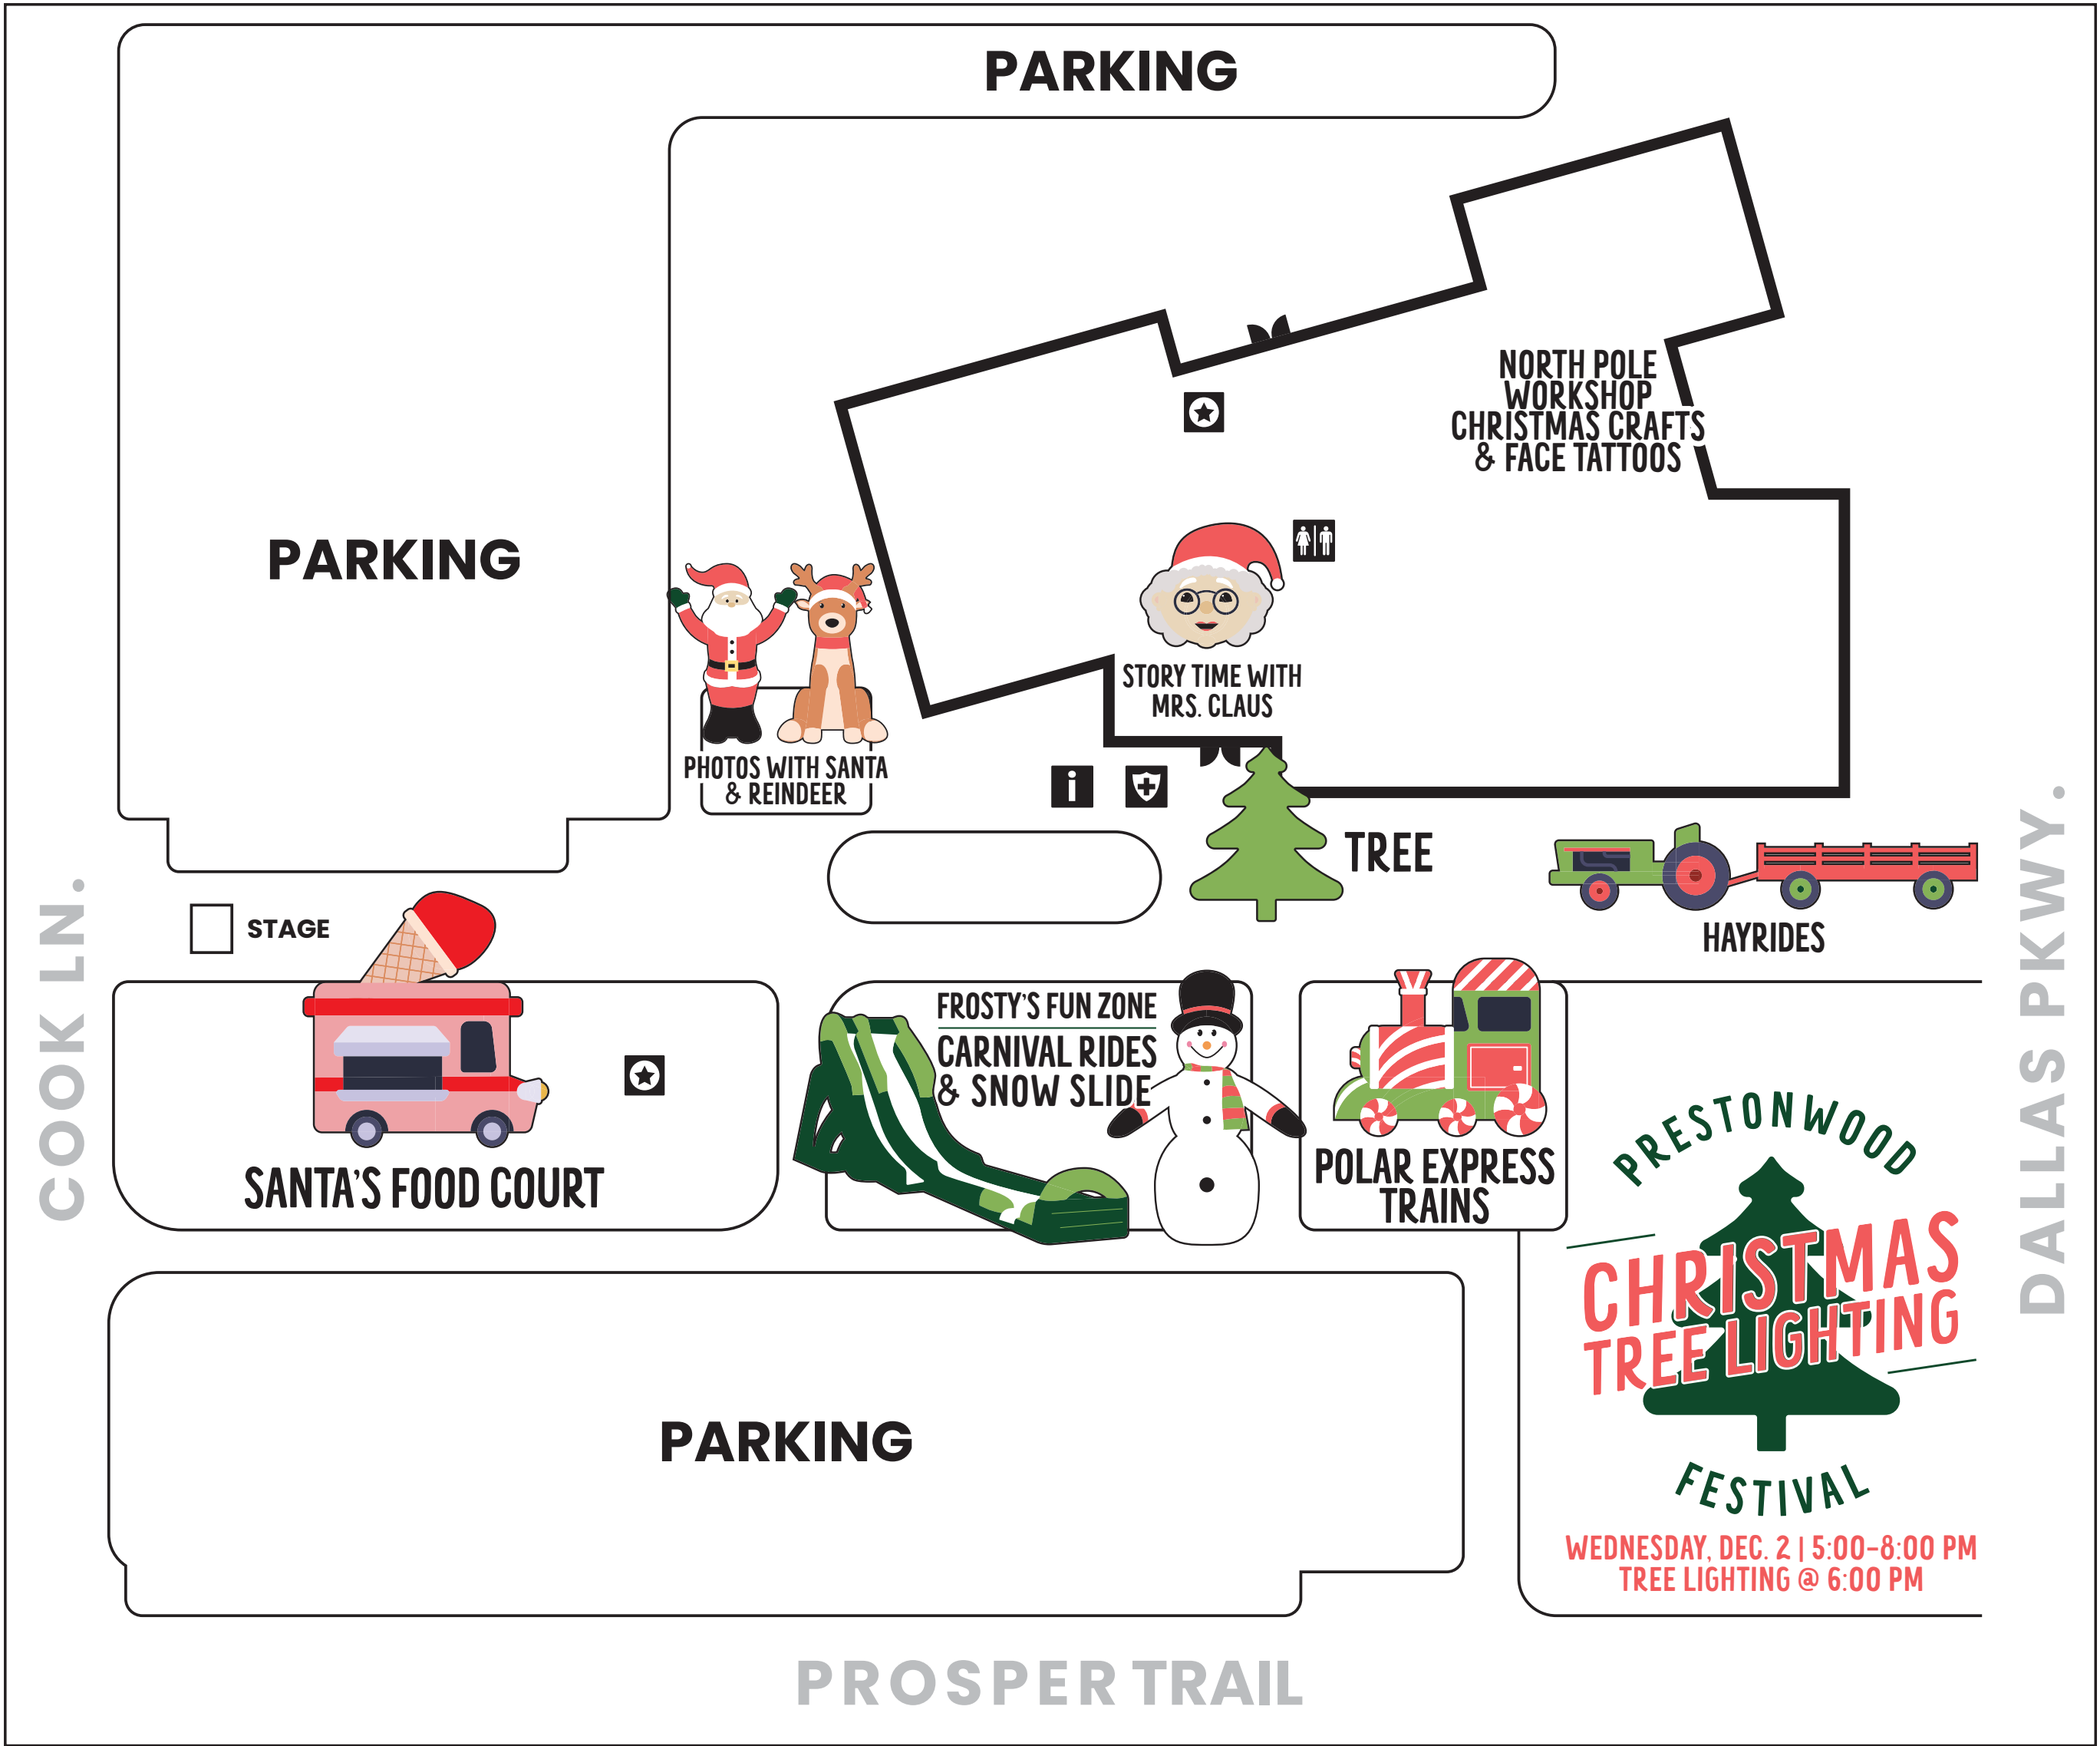 PARKING
NORTH POLE
WORKSHOP
CHRISTMAS CRAFTS
& FACE TATTOOS
PARKING
STORY TIME WITH
MRS. CLAUS
PHOTOS WITH SANTA
& REINDEER
i
TREE
STAGE
HAYRIDES
COOK LN.
DALLAS PKWY.
FROSTY'S FUN ZONE
CARNIVAL RIDES
& SNOW SLIDE
SANTA'S FOOD COURT
POLAR EXPRESS
TRAINS
PRESTONWOOD
CHRISTMAS
TREE LIGHTING
FESTIVAL
WEDNESDAY, DEC. 2 | 5:00-8:00 PM
TREE LIGHTING @ 6:00 PM
PARKING
PROSPER TRAIL